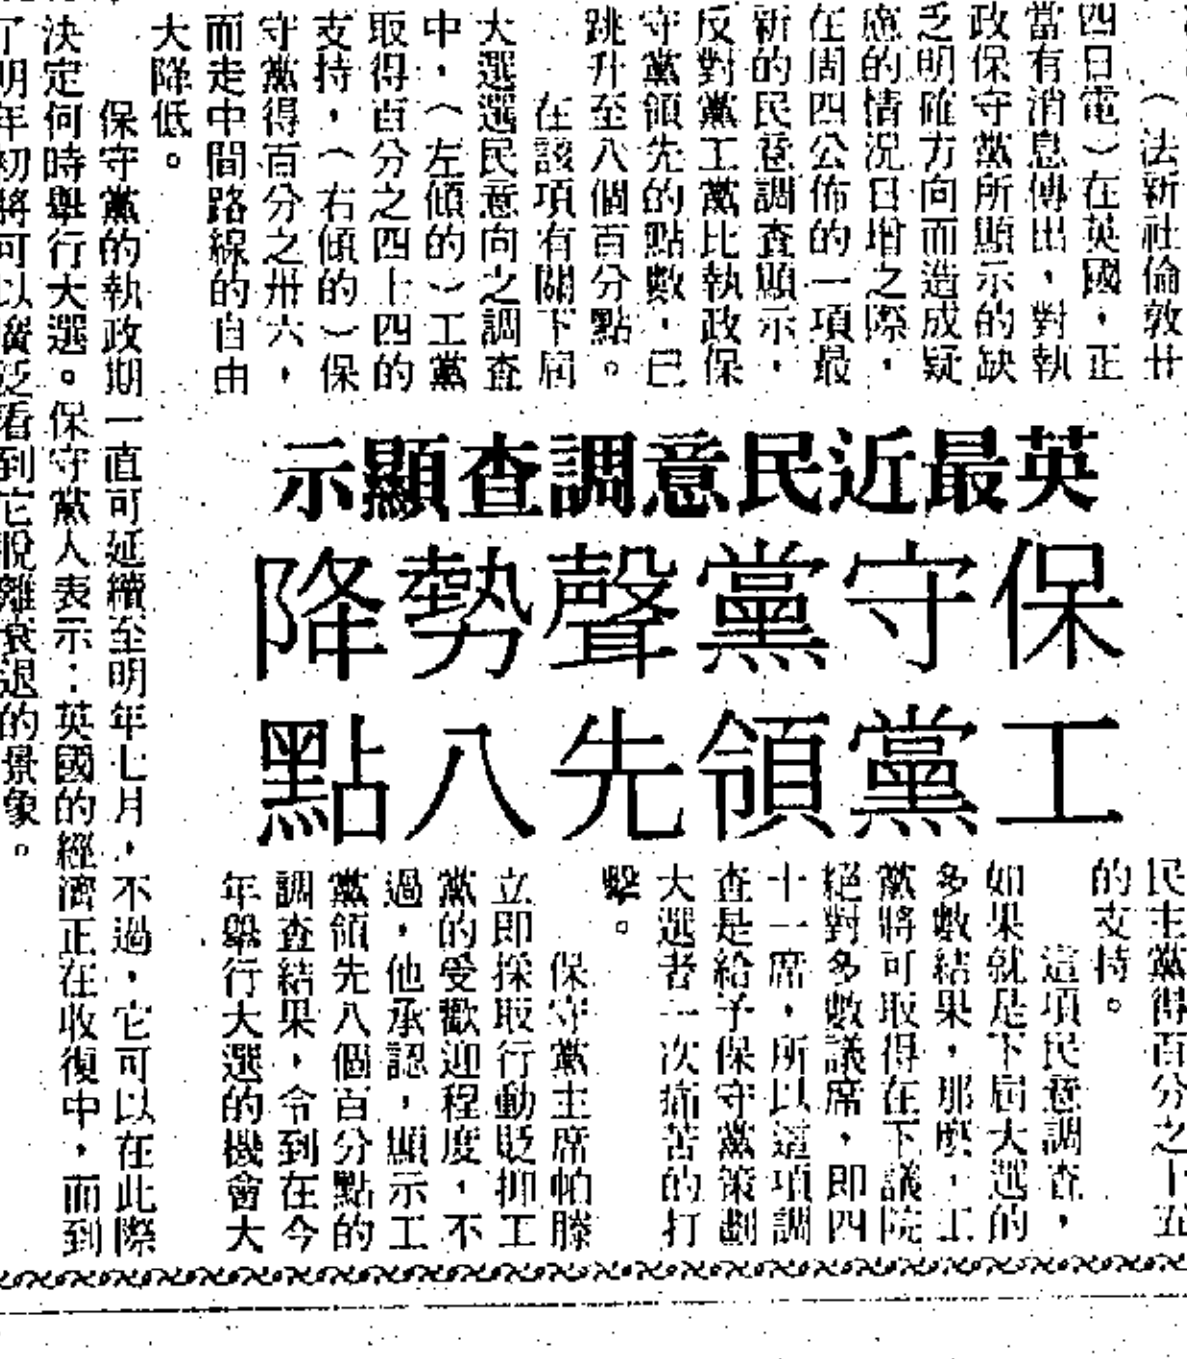 英最近民意調查顯示
保守黨聲勢降
工黨領先八點
（法新社倫敦廿
四日電）在英國，正
當有消息傳出，對執
政保守黨所顯示的缺
乏明確方向而造成疑
慮的情況日增之際，
在周四公佈的一項最
新的民意調查顯示，
反對黨工黨比執政保
守黨領先的點數，已
跳升至八個百分點。
在該項有關下屆
大選選民意向之調查
中，（左傾的）工黨
取得百分之四十四的
支持，（右傾的）保
守黨得百分之卅六，
而走中間路線的自由
民主黨得百分之十五
的支持。
這項民意調查，
如果就是下屆大選的
多數結果，那麼，工
黨將可取得在下議院
絕對多數議席，即四
十一席，所以這項調
查是給予保守黨策劃
大選者一次痛苦的打
擊。
保守黨主席帕滕
立即採取行動貶抑工
黨的受歡迎程度，不
過，他承認，顯示工
黨領先八個百分點的
調查結果，令到在今
年舉行大選的機會大
大降低。
保守黨的執政期一直可延續至明年七月，不過，它可以在此際
決定何時舉行大選。保守黨人表示：英國的經濟正在收復中，而到
了明年初將可以廣泛看到它脫離衰退的景象。